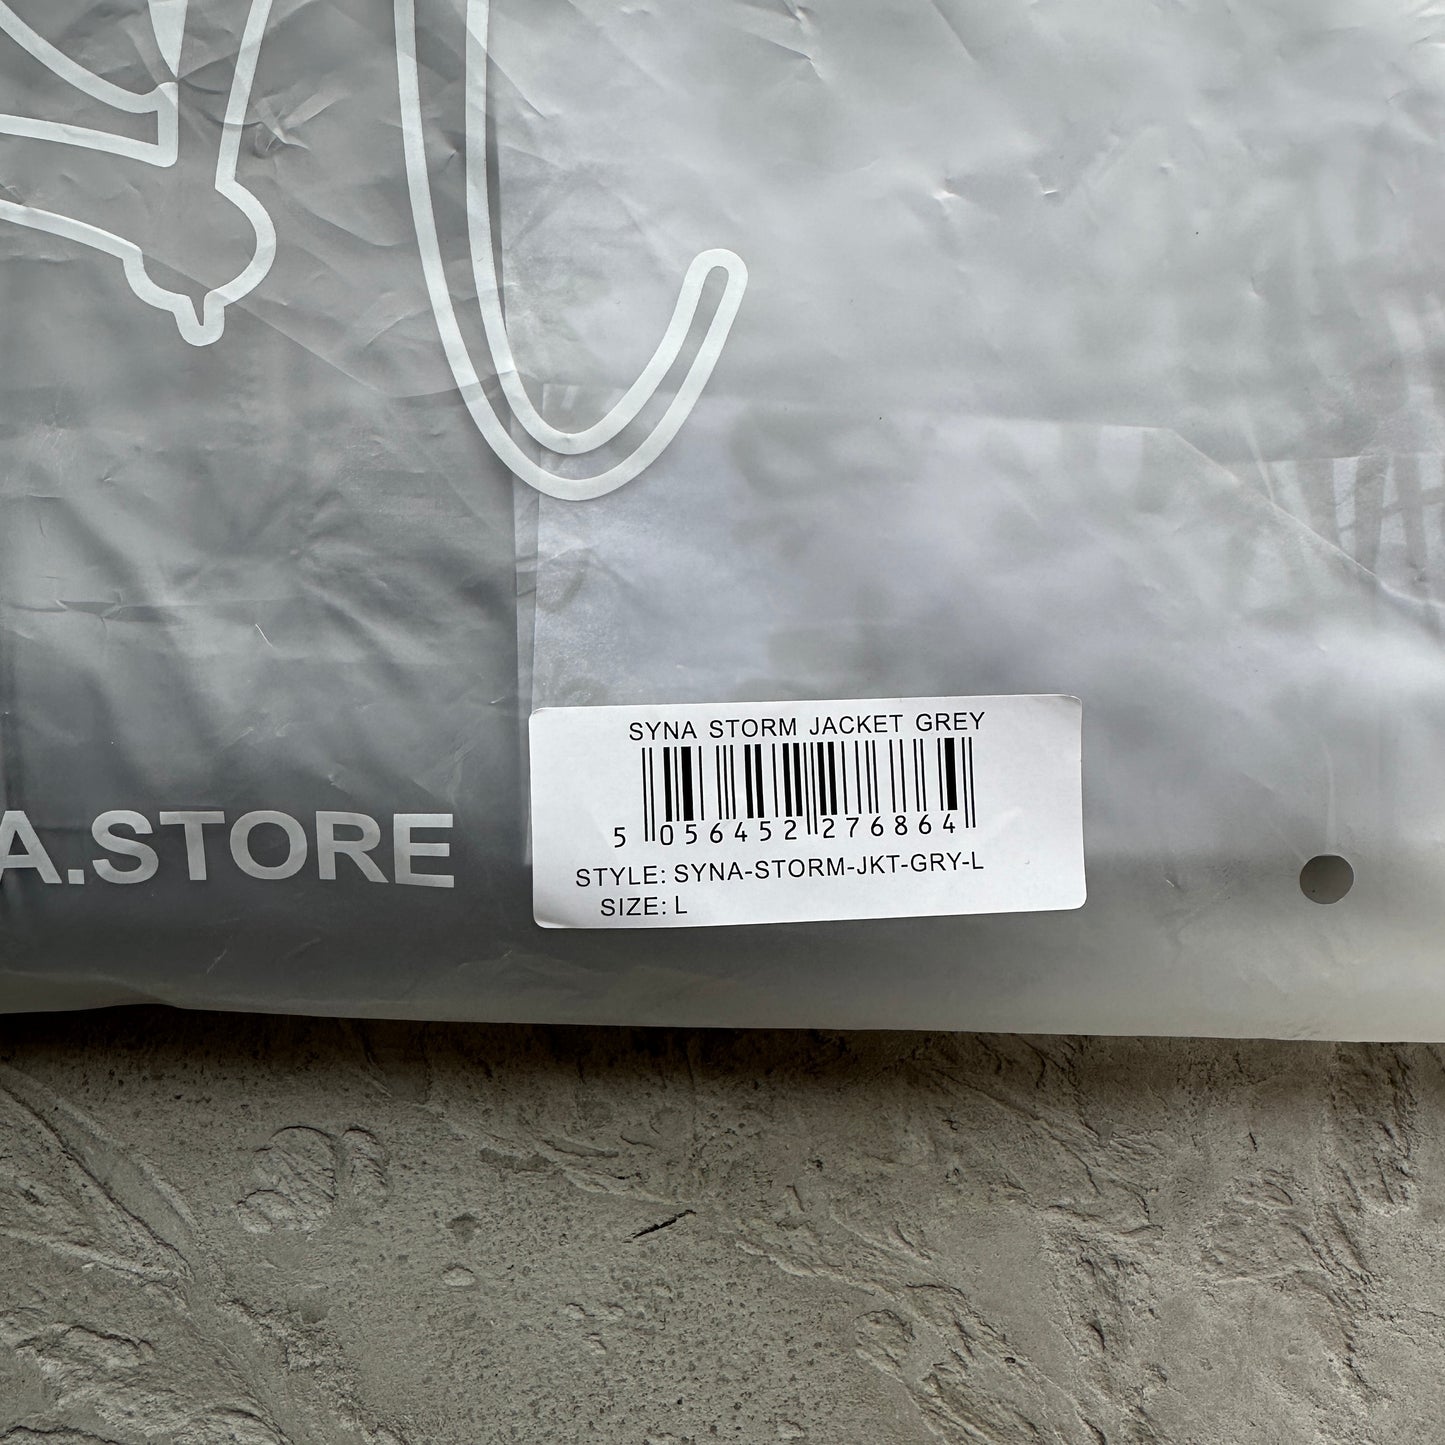 SYNA STORM JACKET GREY
5 056452 276864
A.STORE
STYLE: SYNA-STORM-JKT-GRY-L
SIZE: L